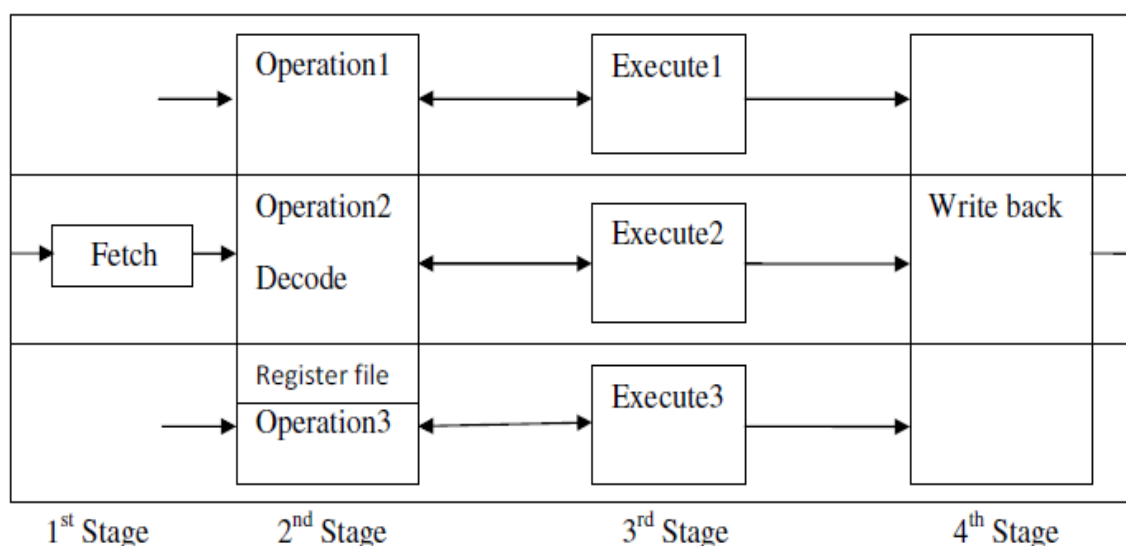 Operation1
Execute1
Fetch
Operation2
Decode
Execute2
Write back
Register file
Operation3
Execute3
1st Stage
2nd Stage
3rd Stage
4th Stage